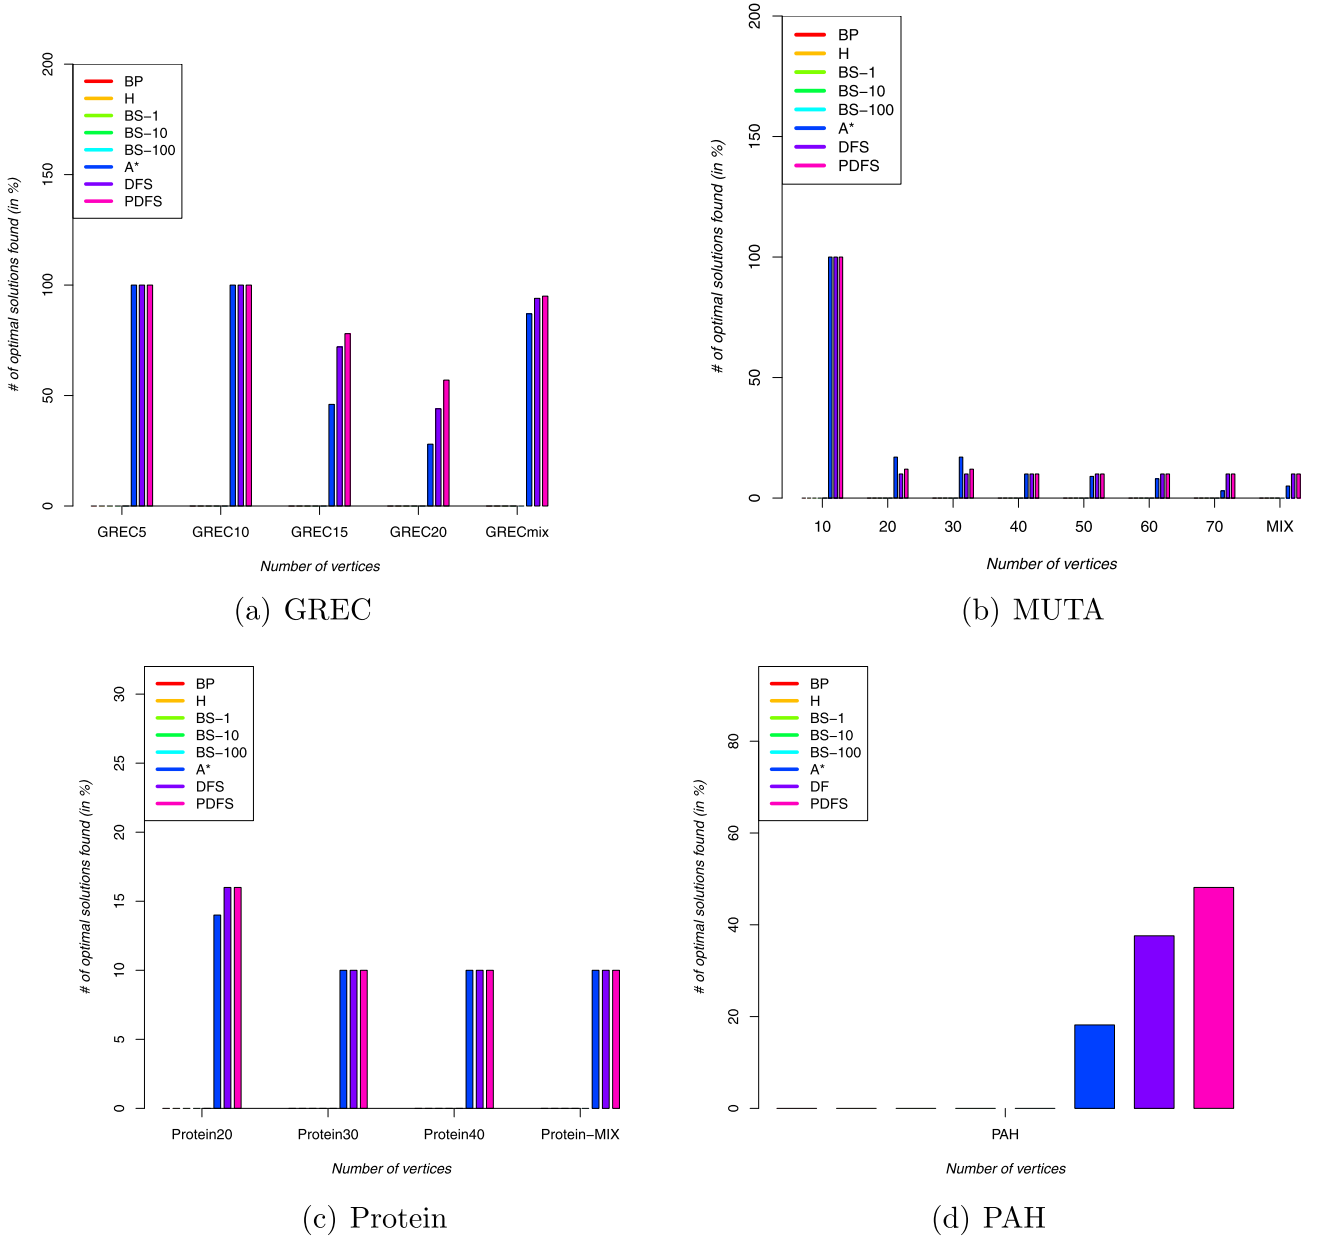 # of optimal solutions found (in %)
200
150
100
50
0
BP
H
BS−1
BS−10
BS−100
A*
DFS
PDFS
GREC5 GREC10 GREC15 GREC20 GRECmix
Number of vertices
(a) GREC
# of optimal solutions found (in %)
200
150
100
50
0
BP
H
BS−1
BS−10
BS−100
A*
DFS
PDFS
10 20 30 40 50 60 70 MIX
Number of vertices
(b) MUTA
# of optimal solutions found (in %)
30
25
20
15
10
5
0
BP
H
BS−1
BS−10
BS−100
A*
DFS
PDFS
Protein20 Protein30 Protein40 Protein−MIX
Number of vertices
(c) Protein
# of optimal solutions found (in %)
80
60
40
20
0
BP
H
BS−1
BS−10
BS−100
A*
DF
PDFS
PAH
Number of vertices
(d) PAH